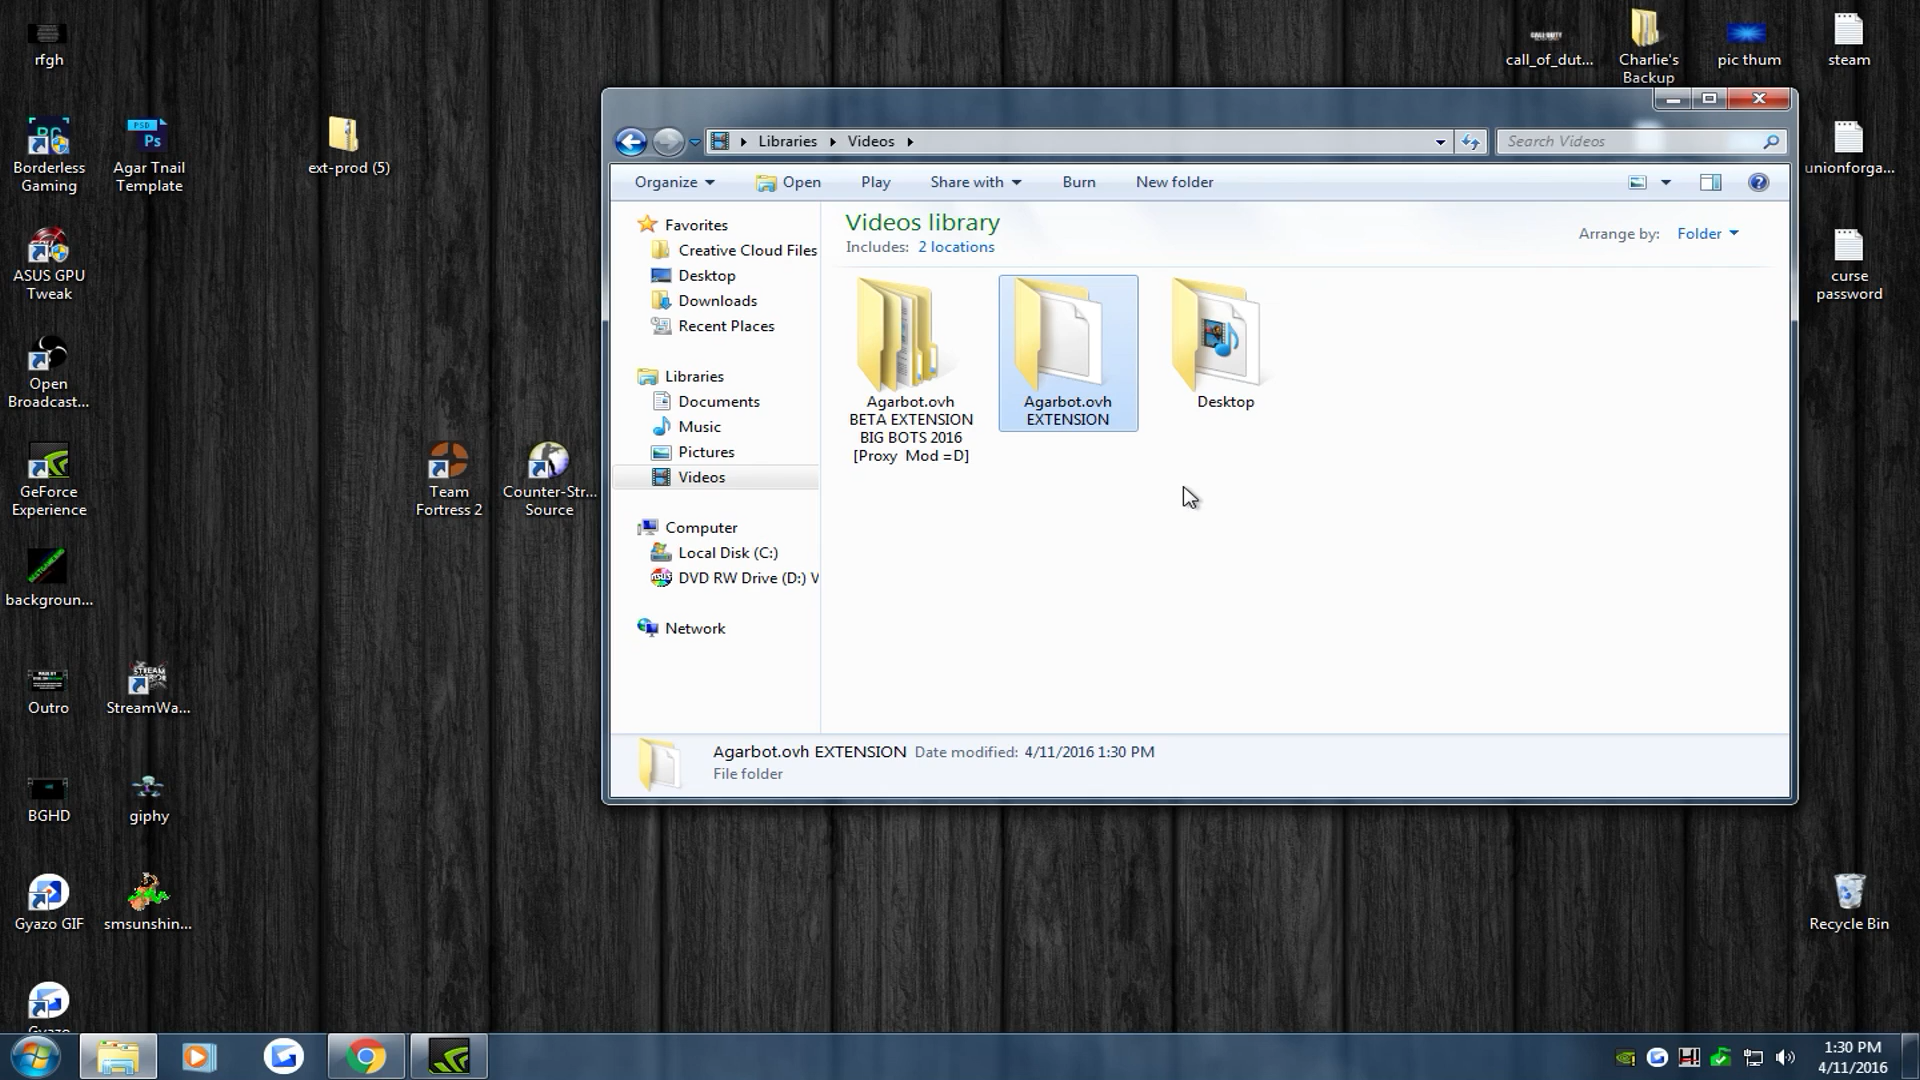 rfgh
call_of_dut...
Charlie's
Backup
pic thum
steam
Borderless
Gaming
PSD
Ps
Agar Tnail
Template
ext-prod (5)
Libraries
Videos
Search Videos
unionforga...
Organize
Open
Play
Share with
Burn
New folder
Videos library
Includes: 2 locations
Arrange by: Folder
Favorites
Creative Cloud Files
Desktop
Downloads
Recent Places
Libraries
Documents
Music
Pictures
Videos
Computer
Local Disk (C:)
DVD RW Drive (D:) V
Network
Agarbot.ovh
BETA EXTENSION
BIG BOTS 2016
[Proxy Mod =D]
Agarbot.ovh
EXTENSION
Desktop
Agarbot.ovh EXTENSION Date modified: 4/11/2016 1:30 PM
File folder
ASUS GPU
Tweak
curse
password
Open
Broadcast...
GeForce
Experience
Team
Fortress 2
Counter-Str...
Source
backgroun...
Outro
StreamWa...
BGHD
giphy
Gyazo GIF
smsunshin...
Recycle Bin
Gyazo
1:30 PM
4/11/2016